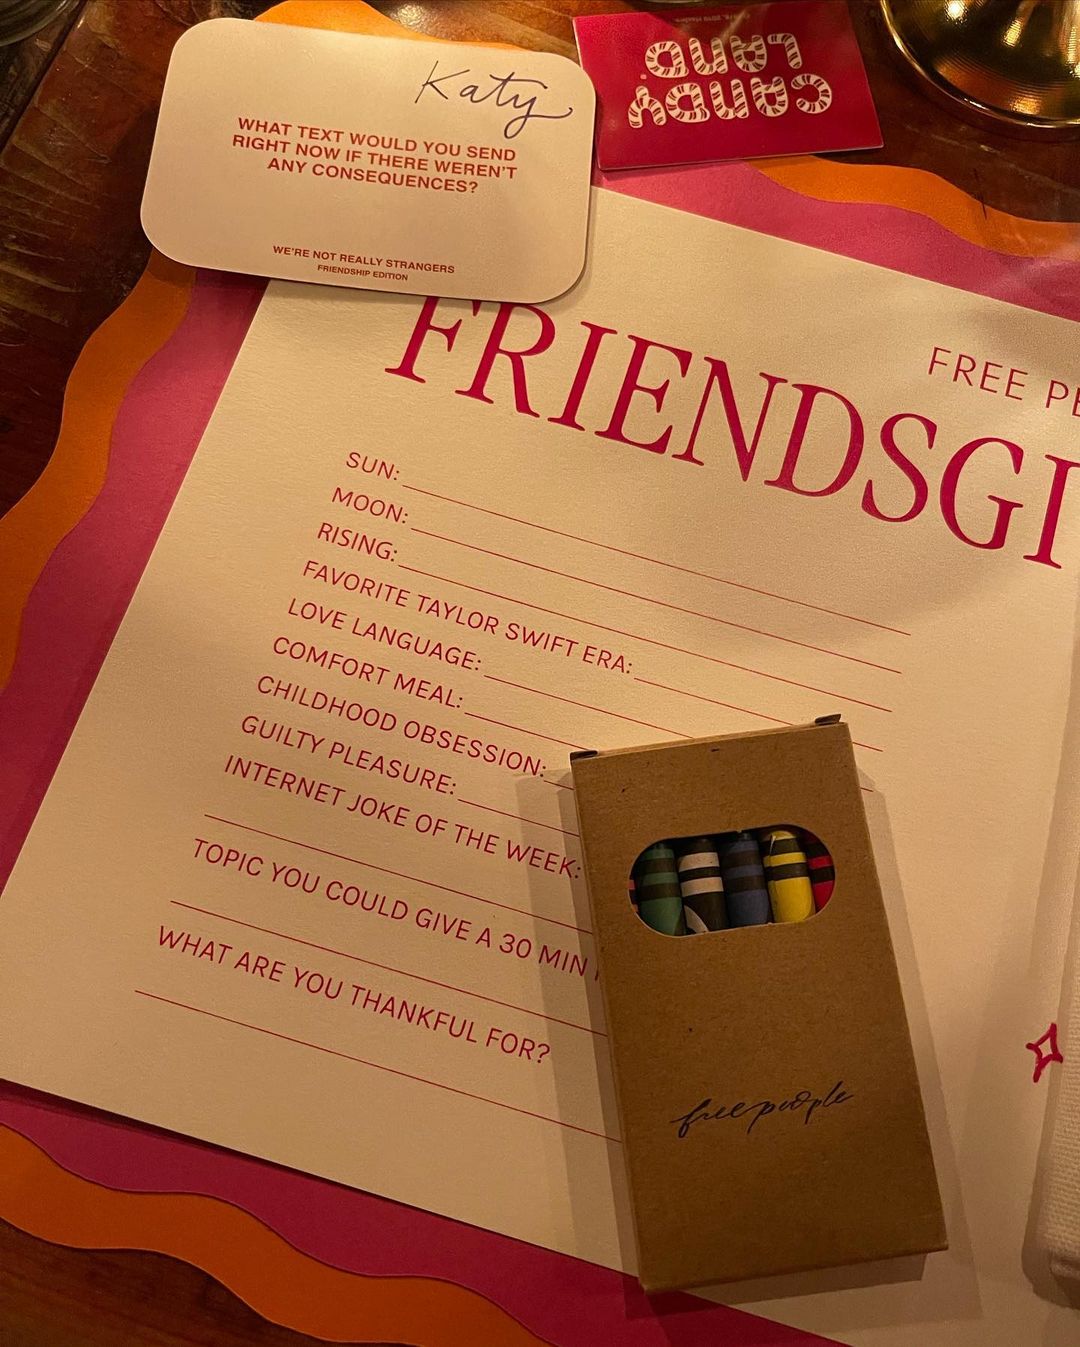 Katy
WHAT TEXT WOULD YOU SEND
RIGHT NOW IF THERE WEREN'T
ANY CONSEQUENCES?
WE'RE NOT REALLY STRANGERS
FRIENDSHIP EDITION
CANDY
LAND
FREE PE
FRIENDSGI
SUN:
MOON:
RISING:
FAVORITE TAYLOR SWIFT ERA:
LOVE LANGUAGE:
COMFORT MEAL:
CHILDHOOD OBSESSION:
GUILTY PLEASURE:
INTERNET JOKE OF THE WEEK:
TOPIC YOU COULD GIVE A 30 MIN
WHAT ARE YOU THANKFUL FOR?
free people